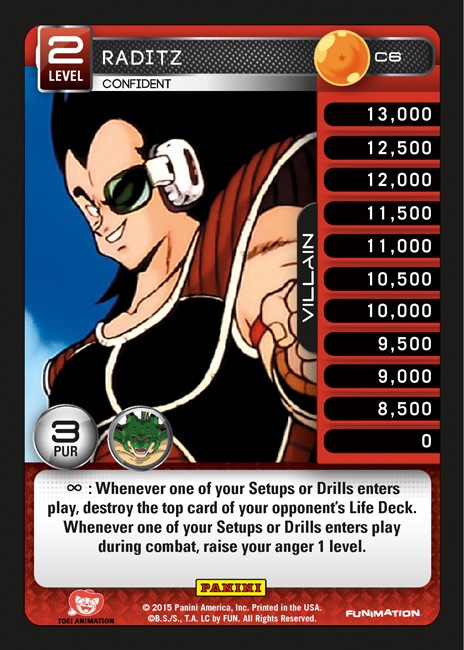 2
LEVEL
RADITZ
C6
CONFIDENT
13,000
12,500
12,000
11,500
11,000
10,500
10,000
9,500
9,000
8,500
0
VILLAIN
3
PUR
∞ : Whenever one of your Setups or Drills enters
play, destroy the top card of your opponent's Life Deck.
Whenever one of your Setups or Drills enters play
during combat, raise your anger 1 level.
PANINI
TOEI ANIMATION
© 2015 Panini America, Inc. Printed in the USA.
©B.S./S., T.A. LC by FUN. All Rights Reserved.
FUNIMATION